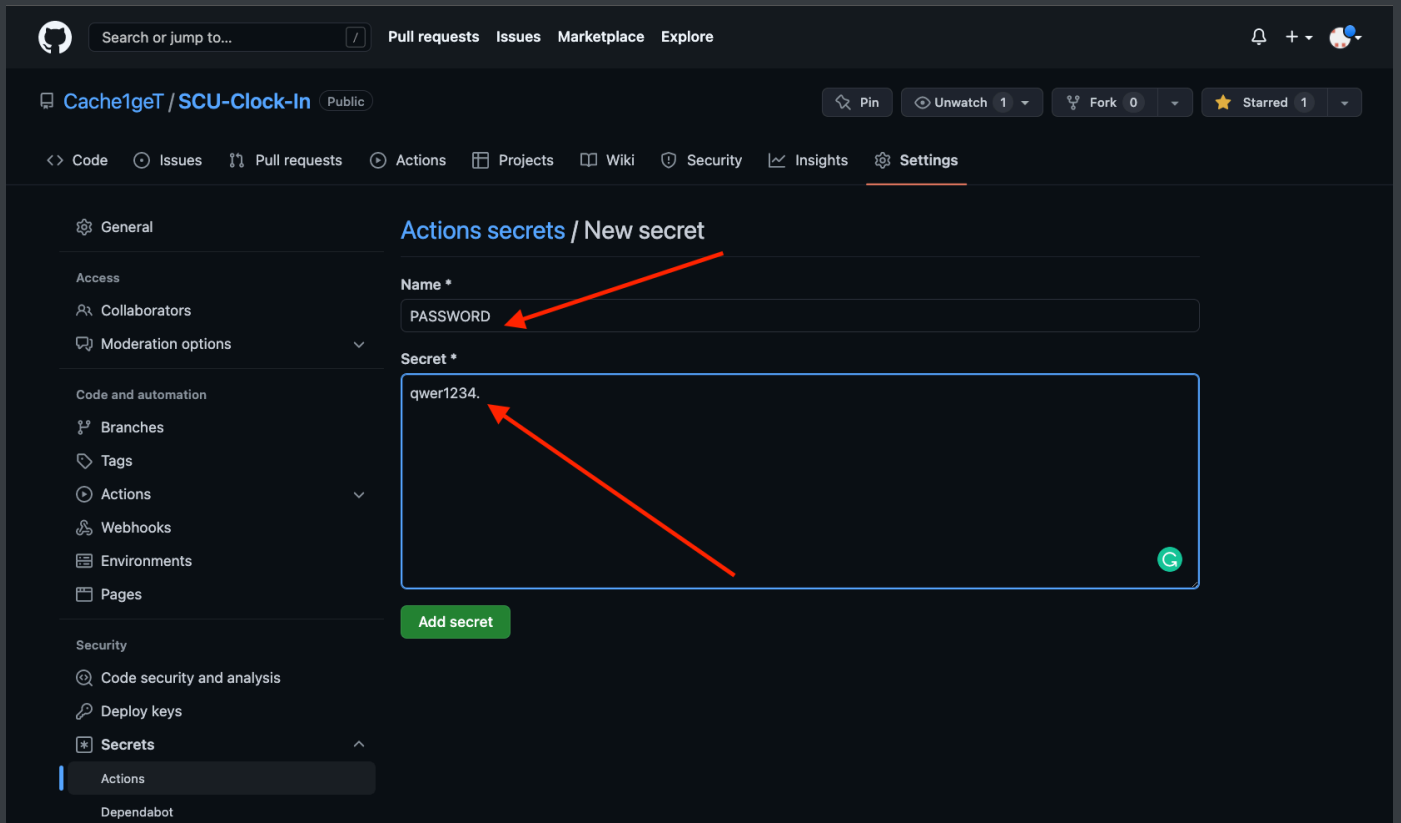 Search or jump to... /
Pull requests Issues Marketplace Explore
Cache1geT / SCU-Clock-In Public
Pin Unwatch 1 Fork 0 Starred 1
Code Issues Pull requests Actions Projects Wiki Security Insights Settings
General
Access
Collaborators
Moderation options
Code and automation
Branches
Tags
Actions
Webhooks
Environments
Pages
Security
Code security and analysis
Deploy keys
Secrets
Actions
Dependabot
Actions secrets / New secret
Name *
PASSWORD
Secret *
qwer1234.
Add secret